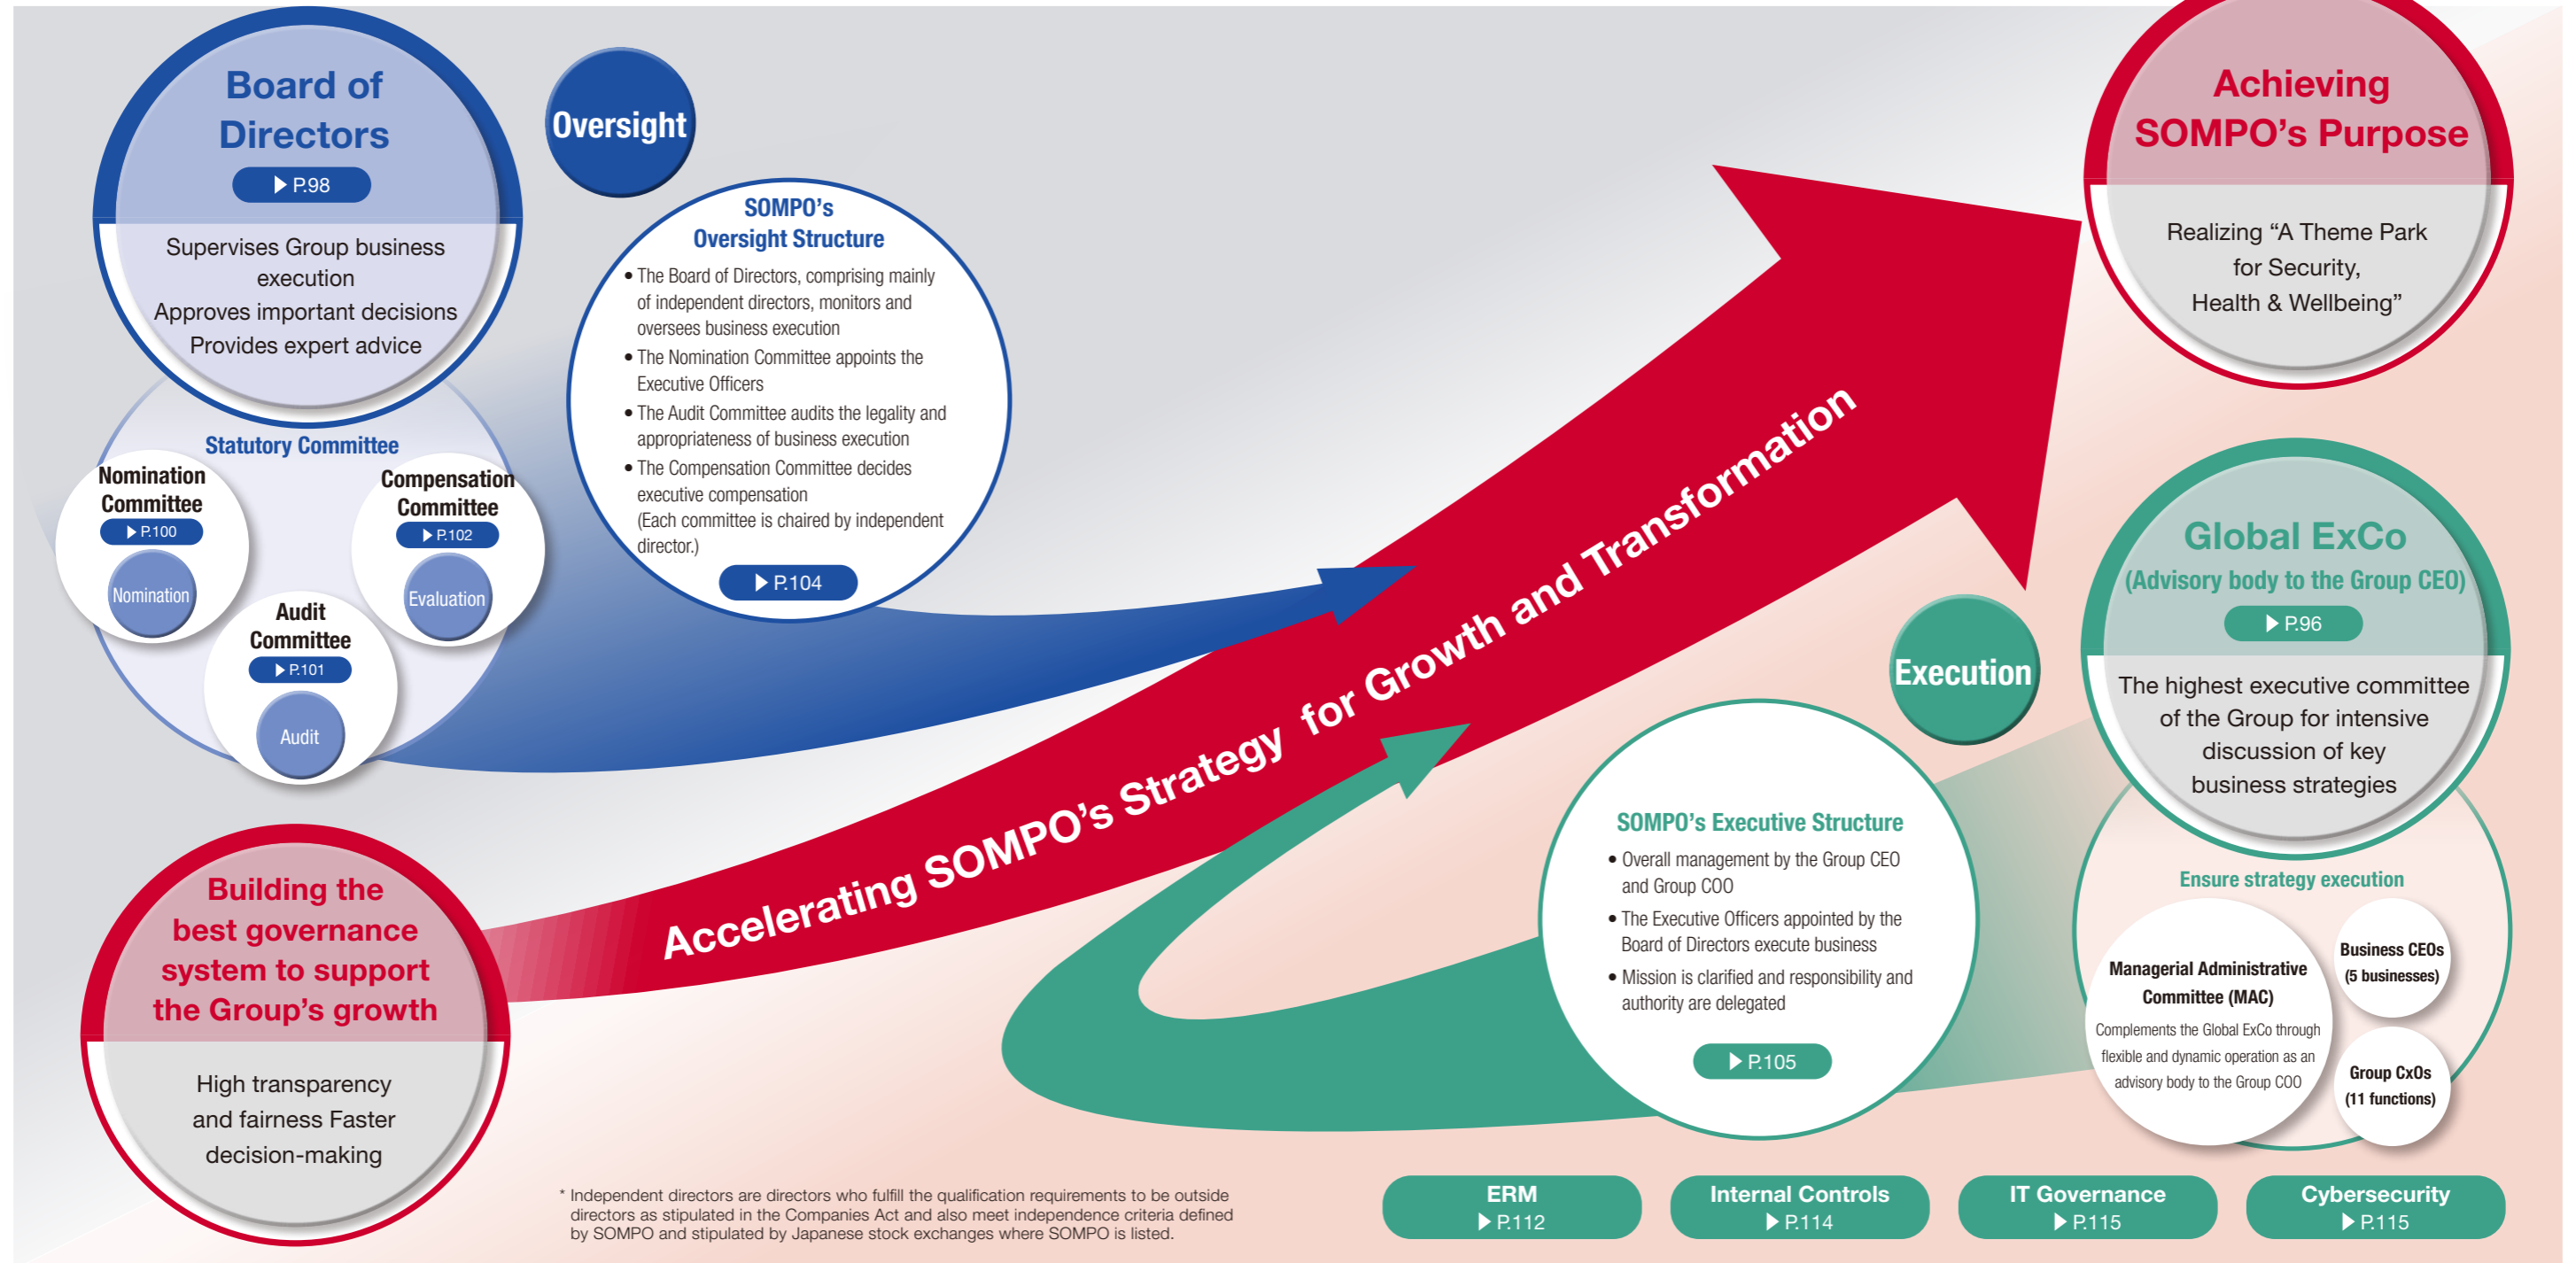 Board of
Directors
▶ P.98
Supervises Group business
execution
Approves important decisions
Provides expert advice
Oversight
SOMPO’s
Oversight Structure
• The Board of Directors, comprising mainly
of independent directors, monitors and
oversees business execution
• The Nomination Committee appoints the
Executive Officers
• The Audit Committee audits the legality and
appropriateness of business execution
• The Compensation Committee decides
executive compensation
(Each committee is chaired by independent
director.)
▶ P.104
Statutory Committee
Nomination
Committee
▶ P.100
Nomination
Compensation
Committee
▶ P.102
Evaluation
Audit
Committee
▶ P.101
Audit
Building the
best governance
system to support
the Group’s growth
High transparency
and fairness Faster
decision-making
Accelerating SOMPO’s Strategy for Growth and Transformation
Achieving
SOMPO’s Purpose
Realizing “A Theme Park
for Security,
Health & Wellbeing”
Global ExCo
(Advisory body to the Group CEO)
▶ P.96
The highest executive committee
of the Group for intensive
discussion of key
business strategies
Execution
SOMPO’s Executive Structure
• Overall management by the Group CEO
and Group COO
• The Executive Officers appointed by the
Board of Directors execute business
• Mission is clarified and responsibility and
authority are delegated
▶ P.105
Ensure strategy execution
Managerial Administrative
Committee (MAC)
Complements the Global ExCo through
flexible and dynamic operation as an
advisory body to the Group COO
Business CEOs
(5 businesses)
Group CxOs
(11 functions)
* Independent directors are directors who fulfill the qualification requirements to be outside
directors as stipulated in the Companies Act and also meet independence criteria defined
by SOMPO and stipulated by Japanese stock exchanges where SOMPO is listed.
ERM
▶ P.112
Internal Controls
▶ P.114
IT Governance
▶ P.115
Cybersecurity
▶ P.115